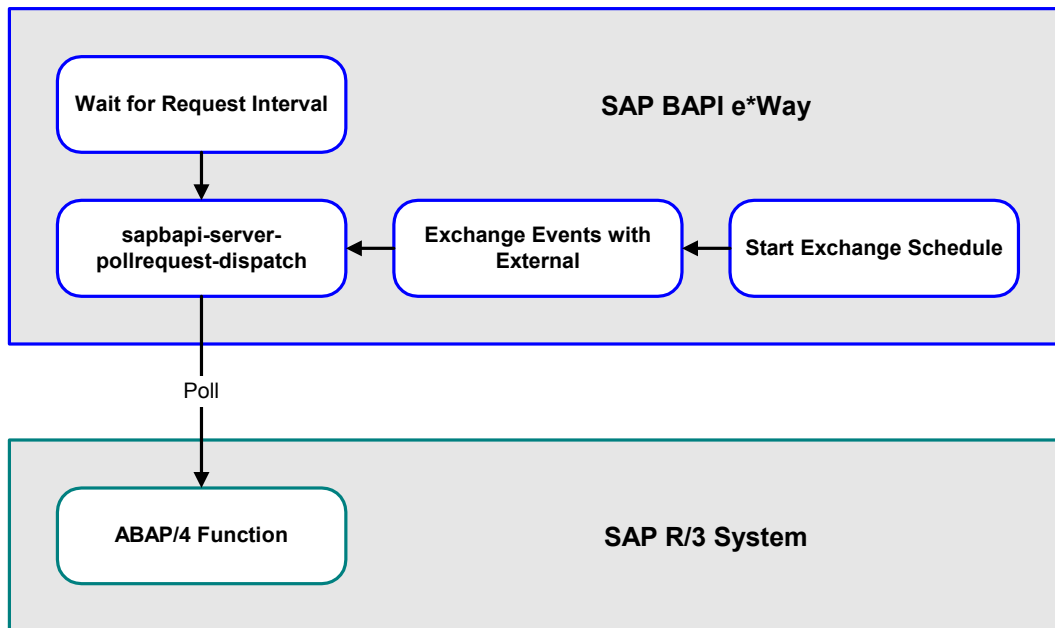 Wait for Request Interval
SAP BAPI e*Way
sapbapi-server-
pollrequest-dispatch
Exchange Events with
External
Start Exchange Schedule
Poll
ABAP/4 Function
SAP R/3 System